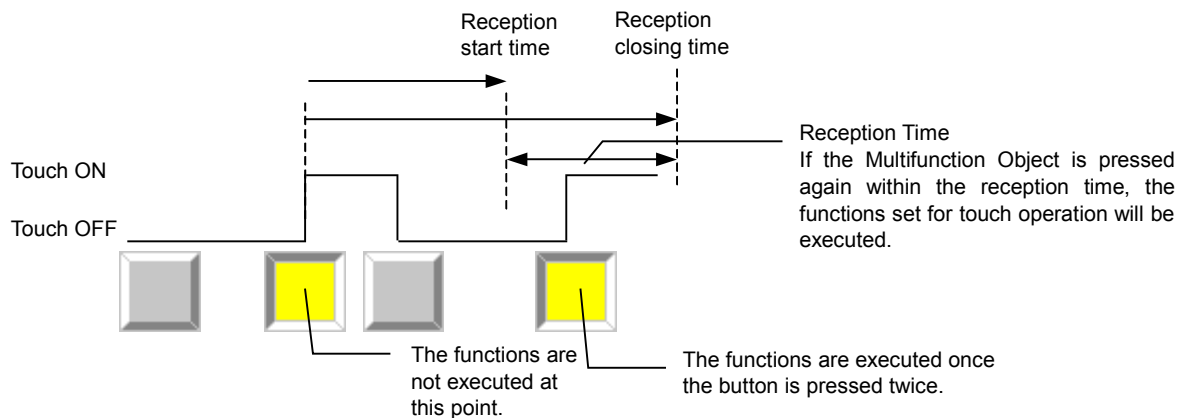 Reception
start time
Reception
closing time
Reception Time
If the Multifunction Object is pressed
again within the reception time, the
functions set for touch operation will be
executed.
Touch ON
Touch OFF
The functions are
not executed at
this point.
The functions are executed once
the button is pressed twice.